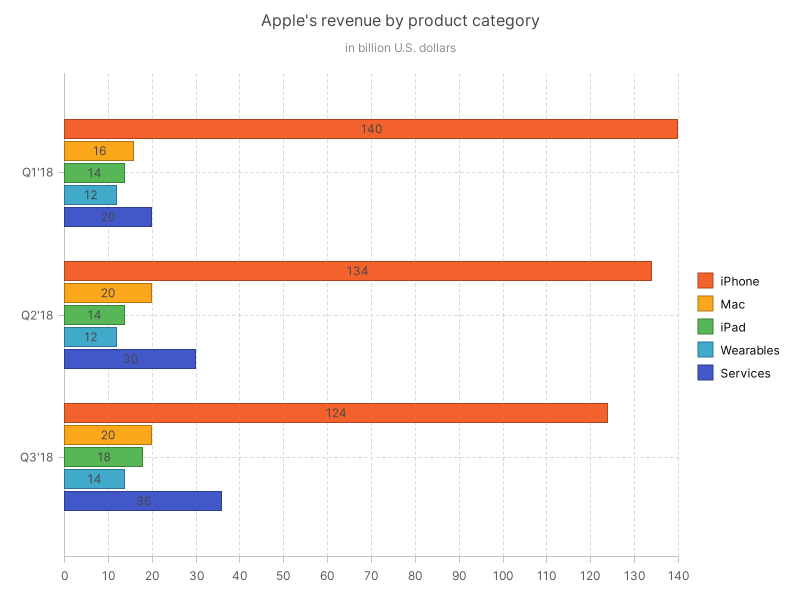 Apple's revenue by product category
in billion U.S. dollars
140
16
Q1'18
14
12
20
134
20
Q2'18
14
12
30
124
20
Q3'18
18
14
36
iPhone
Mac
iPad
Wearables
Services
0 10 20 30 40 50 60 70 80 90 100 110 120 130 140